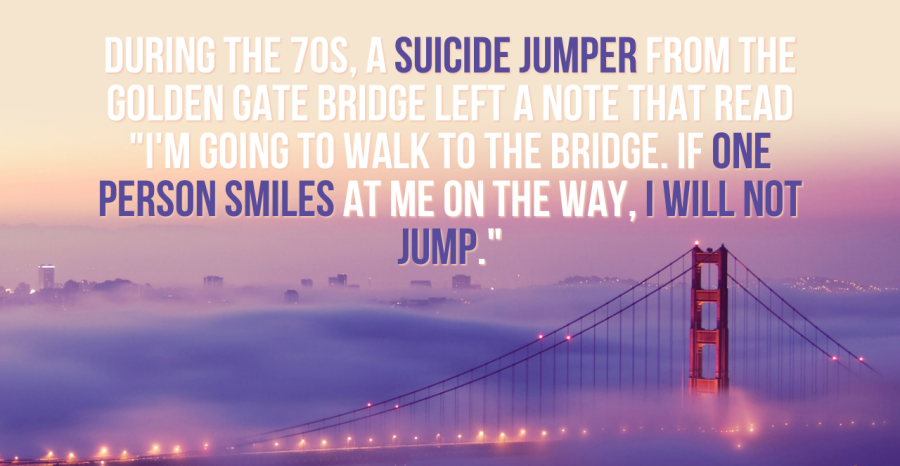 DURING THE 70S, A SUICIDE JUMPER FROM THE
GOLDEN GATE BRIDGE LEFT A NOTE THAT READ
"I'M GOING TO WALK TO THE BRIDGE. IF ONE
PERSON SMILES AT ME ON THE WAY, I WILL NOT
JUMP."